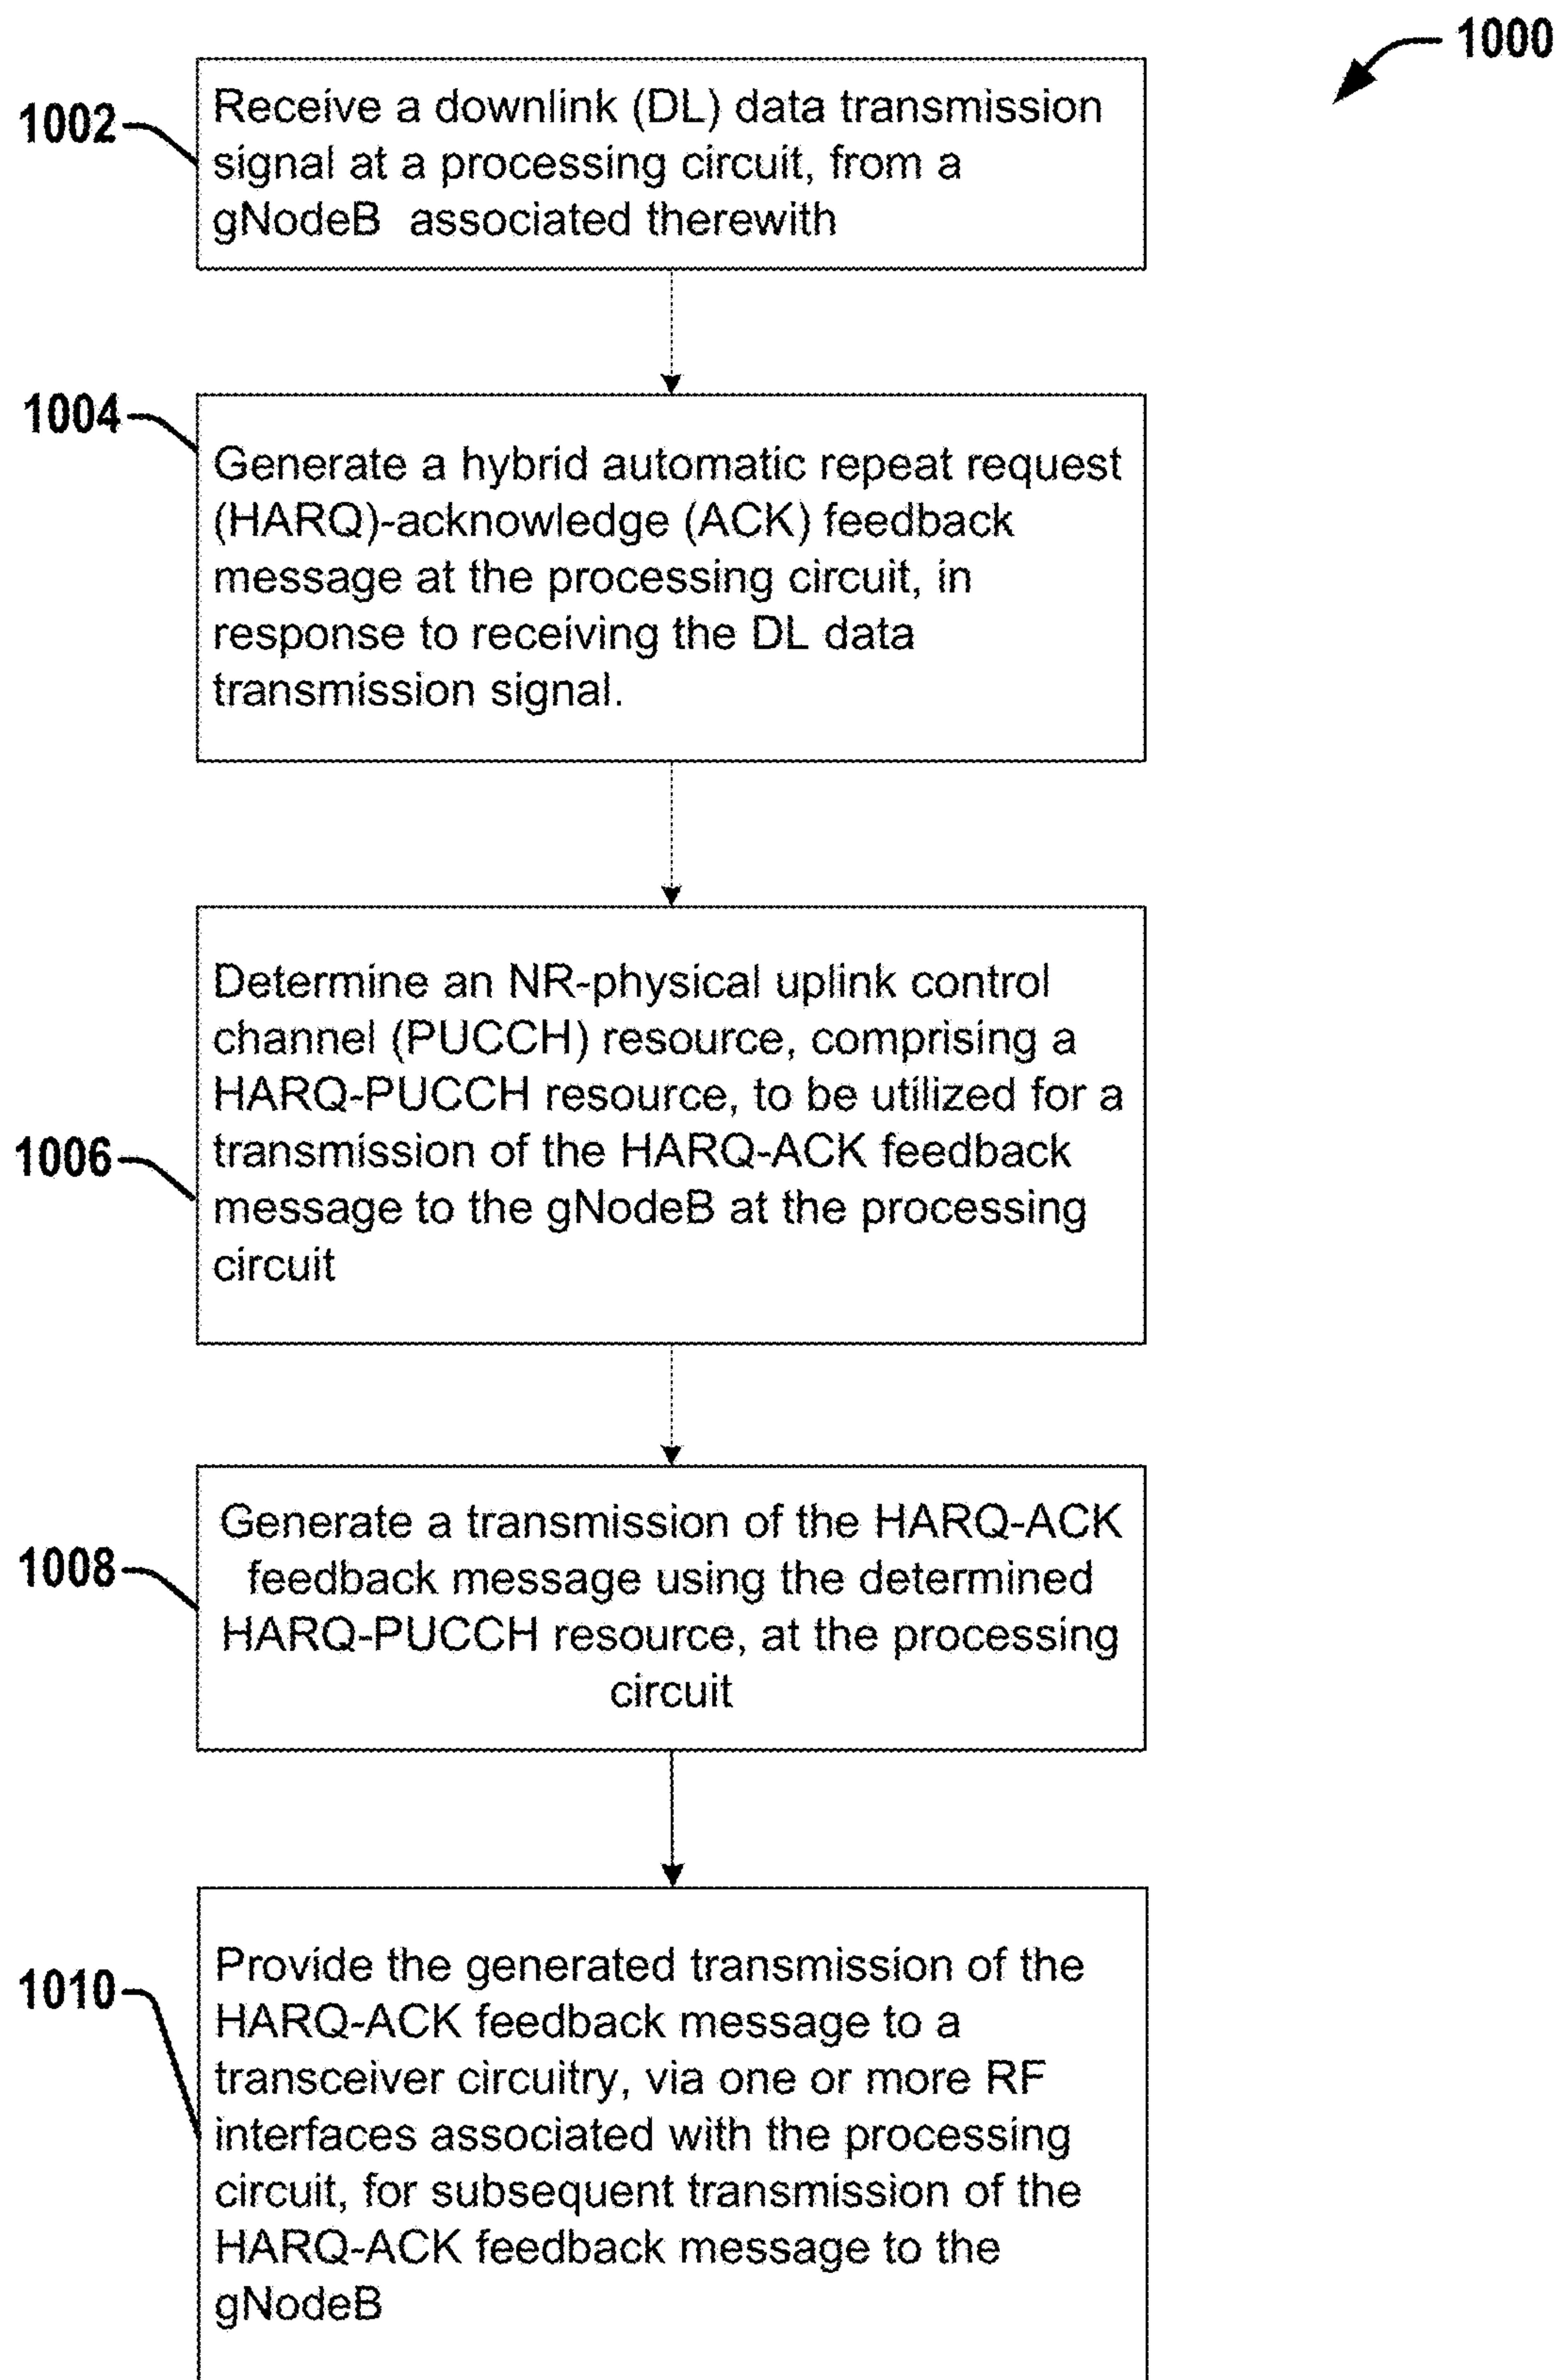 1000
1002
Receive a downlink (DL) data transmission
signal at a processing circuit, from a
gNodeB associated therewith
1004
Generate a hybrid automatic repeat request
(HARQ)-acknowledge (ACK) feedback
message at the processing circuit, in
response to receiving the DL data
transmission signal.
1006
Determine an NR-physical uplink control
channel (PUCCH) resource, comprising a
HARQ-PUCCH resource, to be utilized for a
transmission of the HARQ-ACK feedback
message to the gNodeB at the processing
circuit
1008
Generate a transmission of the HARQ-ACK
feedback message using the determined
HARQ-PUCCH resource, at the processing
circuit
1010
Provide the generated transmission of the
HARQ-ACK feedback message to a
transceiver circuitry, via one or more RF
interfaces associated with the processing
circuit, for subsequent transmission of the
HARQ-ACK feedback message to the
gNodeB